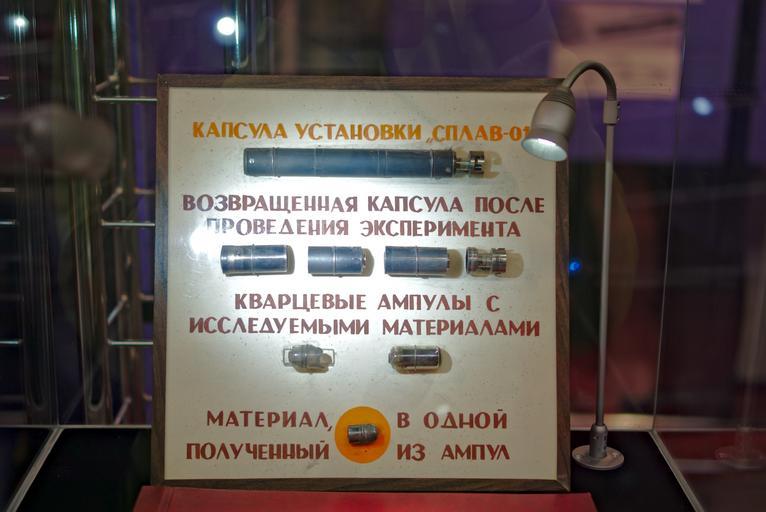 КАПСУЛА УСТАНОВКИ „СПЛАВ-01
ВОЗВРАЩЕННАЯ КАПСУЛА ПОСЛЕ
ПРОВЕДЕНИЯ ЭКСПЕРИМЕНТА
КВАРЦЕВЫЕ АМПУЛЫ С
ИССЛЕДУЕМЫМИ МАТЕРИАЛАМИ
МАТЕРИАЛ, В ОДНОЙ
ПОЛУЧЕННЫЙ ИЗ АМПУЛ